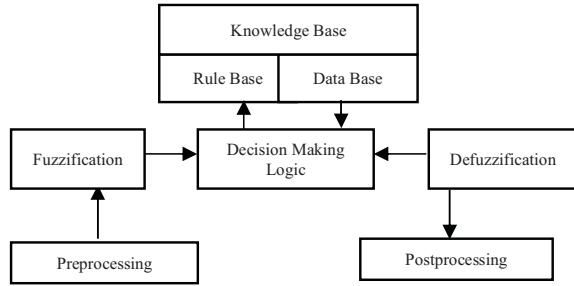 Knowledge Base
Rule Base
Data Base
Fuzzification
Decision Making
Logic
Defuzzification
Preprocessing
Postprocessing